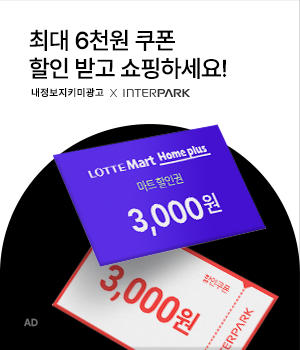 최대 6천원 쿠폰
할인 받고 쇼핑하세요!
내정보지키미광고 X INTERPARK
LOTTE Mart Home plus
마트할인권
3,000원
할인쿠폰
3,000원
INTERPARK
AD